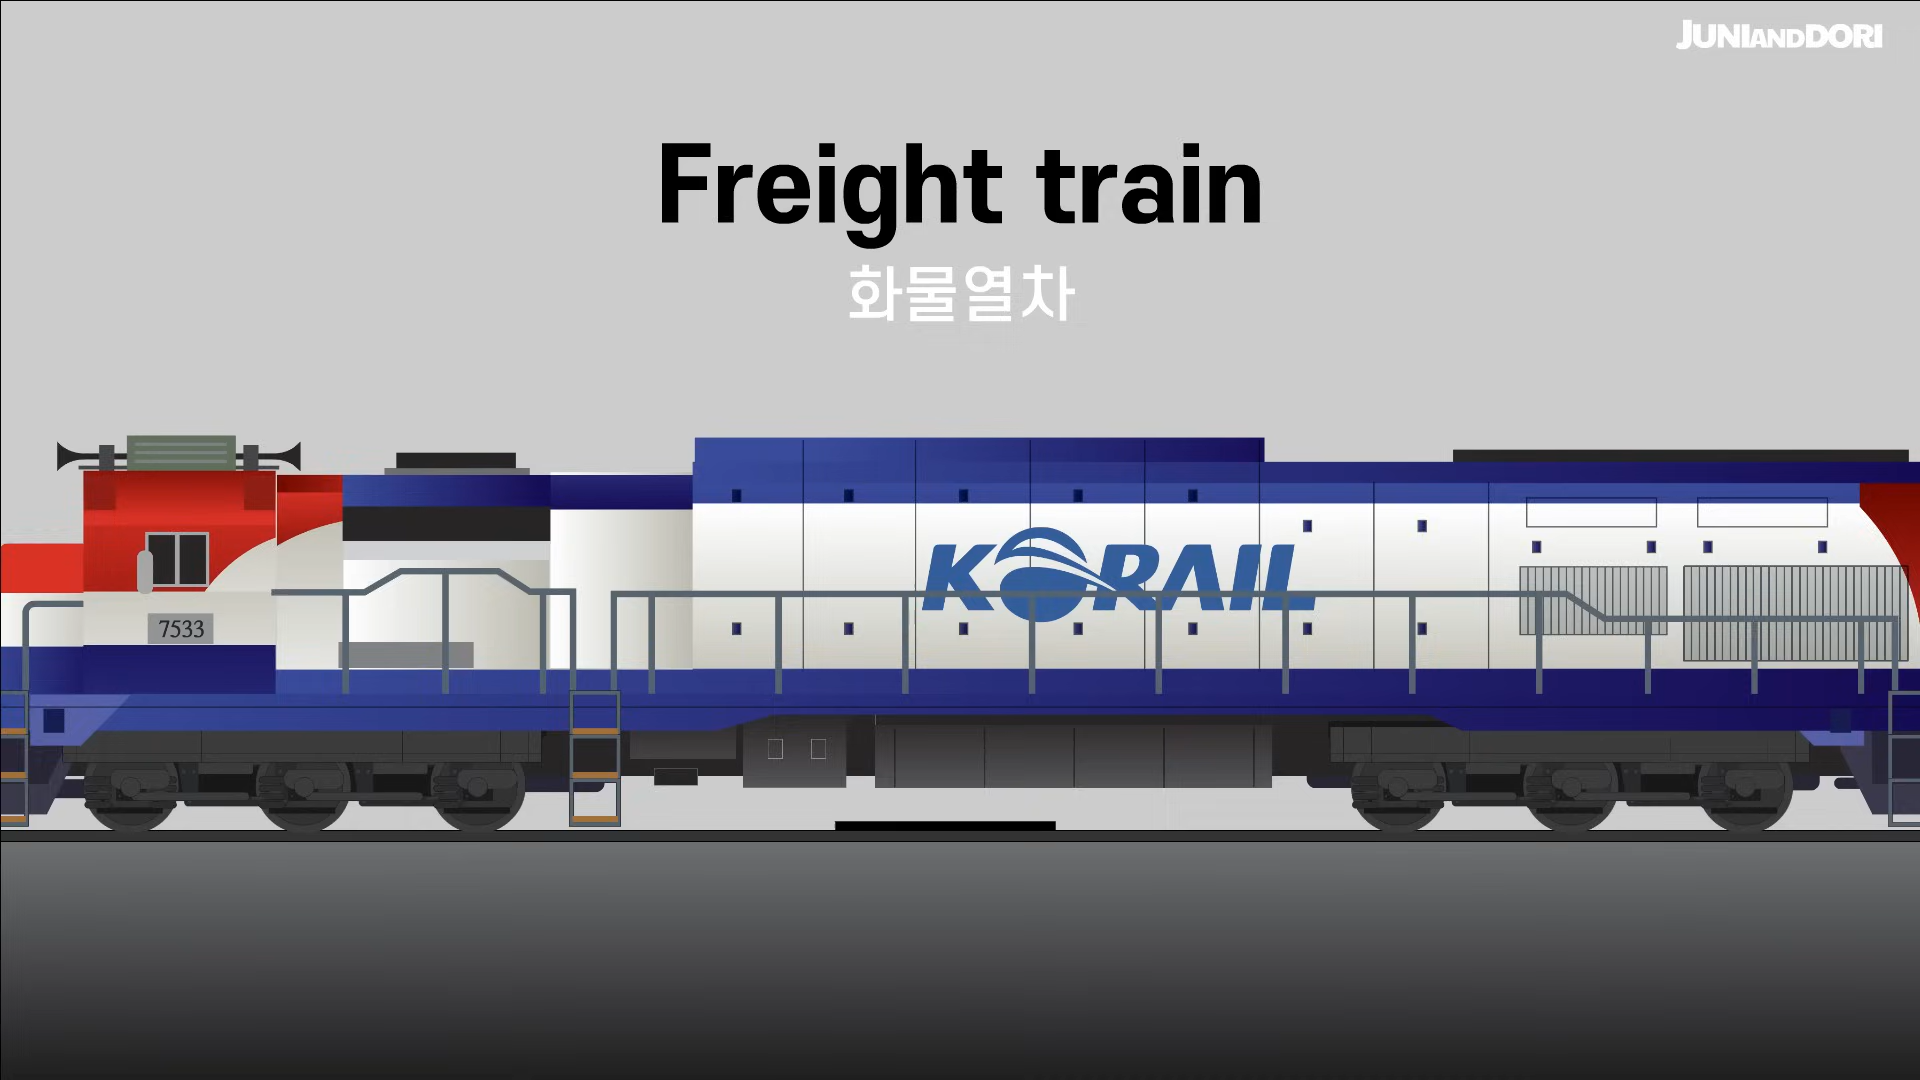 JUNIANDDORI
Freight train
화물열차
KORAIL
7533